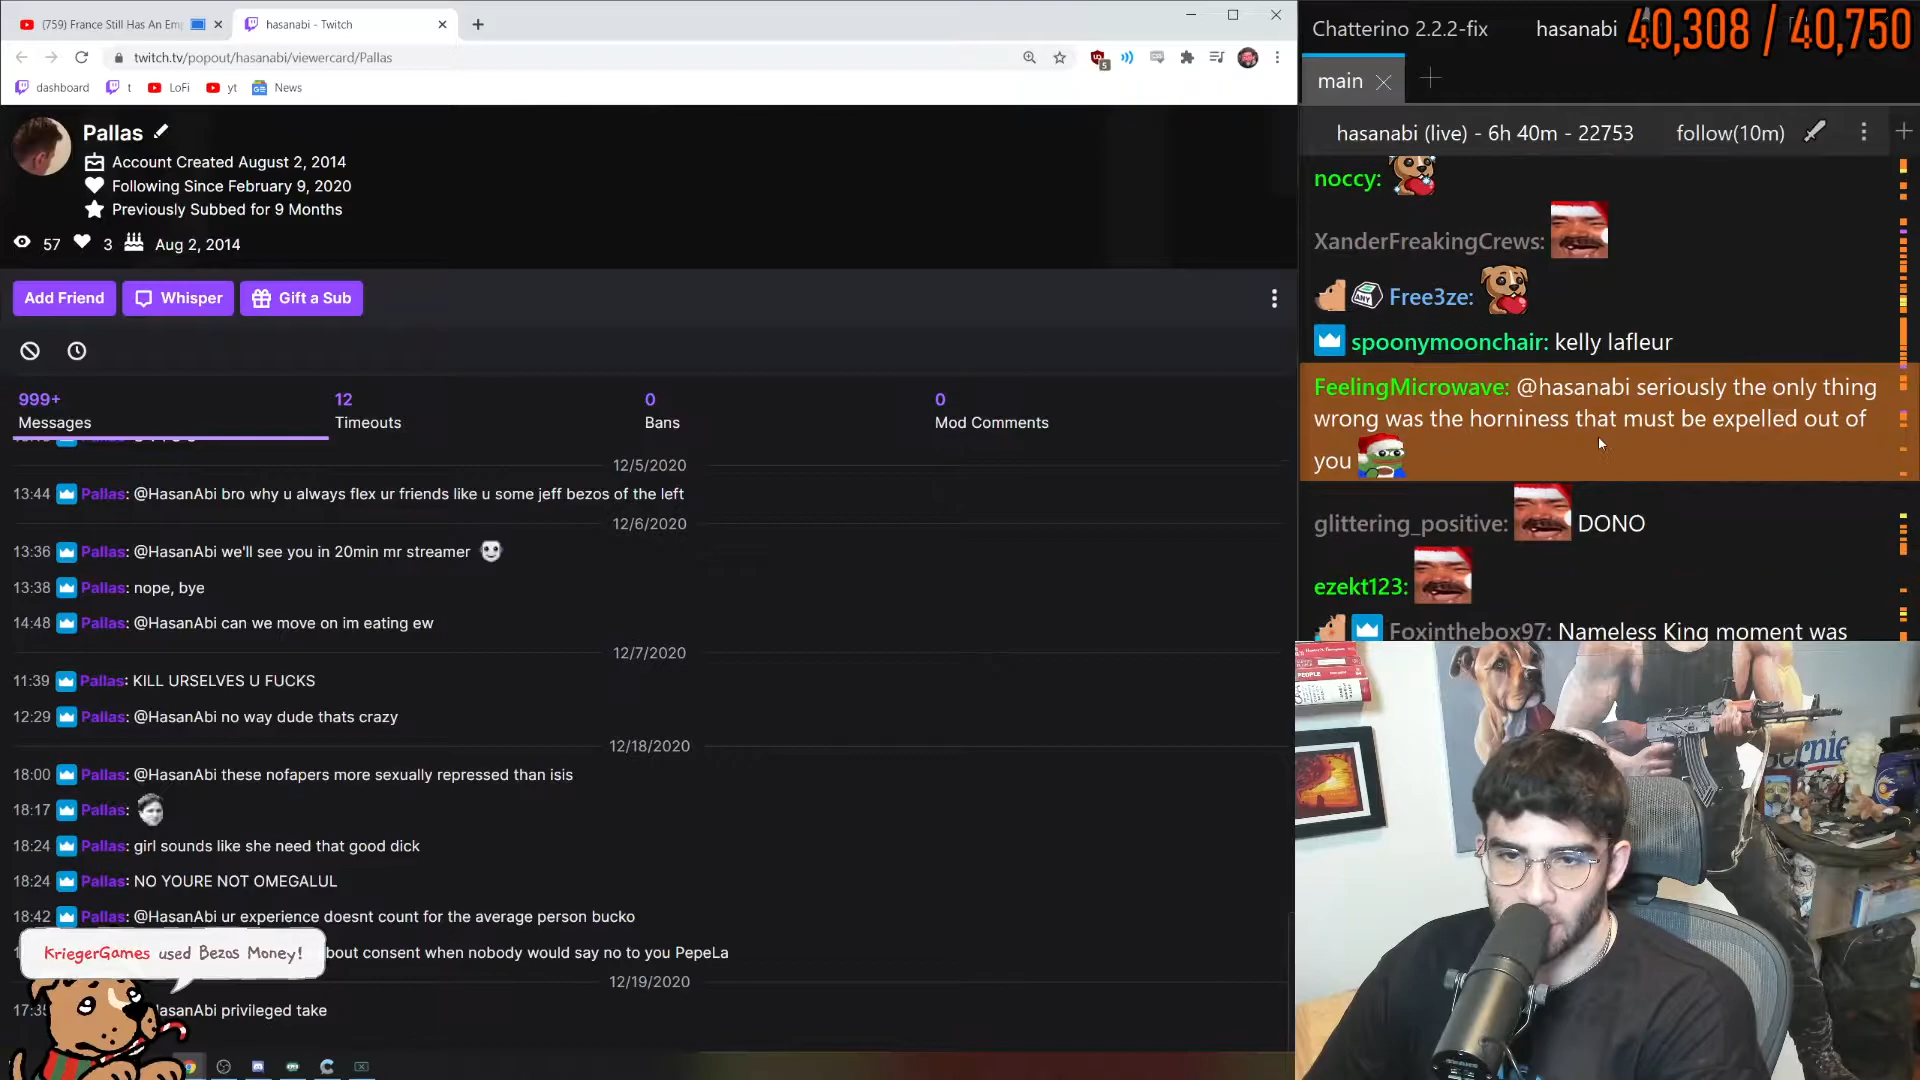 (759) France Still Has An Emp
hasanabi - Twitch
twitch.tv/popout/hasanabi/viewercard/Pallas
dashboard
t
LoFi
yt
News
Pallas
Account Created August 2, 2014
Following Since February 9, 2020
Previously Subbed for 9 Months
57
3
Aug 2, 2014
Add Friend
Whisper
Gift a Sub
999+
Messages
12
Timeouts
0
Bans
0
Mod Comments
12/5/2020
13:44 Pallas: @HasanAbi bro why u always flex ur friends like u some jeff bezos of the left
12/6/2020
13:36 Pallas: @HasanAbi we'll see you in 20min mr streamer
13:38 Pallas: nope, bye
14:48 Pallas: @HasanAbi can we move on im eating ew
12/7/2020
11:39 Pallas: KILL URSELVES U FUCKS
12:29 Pallas: @HasanAbi no way dude thats crazy
12/18/2020
18:00 Pallas: @HasanAbi these nofapers more sexually repressed than isis
18:17 Pallas:
18:24 Pallas: girl sounds like she need that good dick
18:24 Pallas: NO YOURE NOT OMEGALUL
18:42 Pallas: @HasanAbi ur experience doesnt count for the average person bucko
bout consent when nobody would say no to you PepeLa
KriegerGames used Bezos Money!
12/19/2020
17:35 asanAbi privileged take
Chatterino 2.2.2-fix
hasanabi
40,308 / 40,750
main
hasanabi (live) - 6h 40m - 22753
follow(10m)
noccy:
XanderFreakingCrews:
ANY Free3ze:
spoonymoonchair: kelly lafleur
FeelingMicrowave: @hasanabi seriously the only thing
wrong was the horniness that must be expelled out of
you
glittering_positive: DONO
ezekt123:
Foxinthebox97: Nameless King moment was
PEOPLE
Bernie